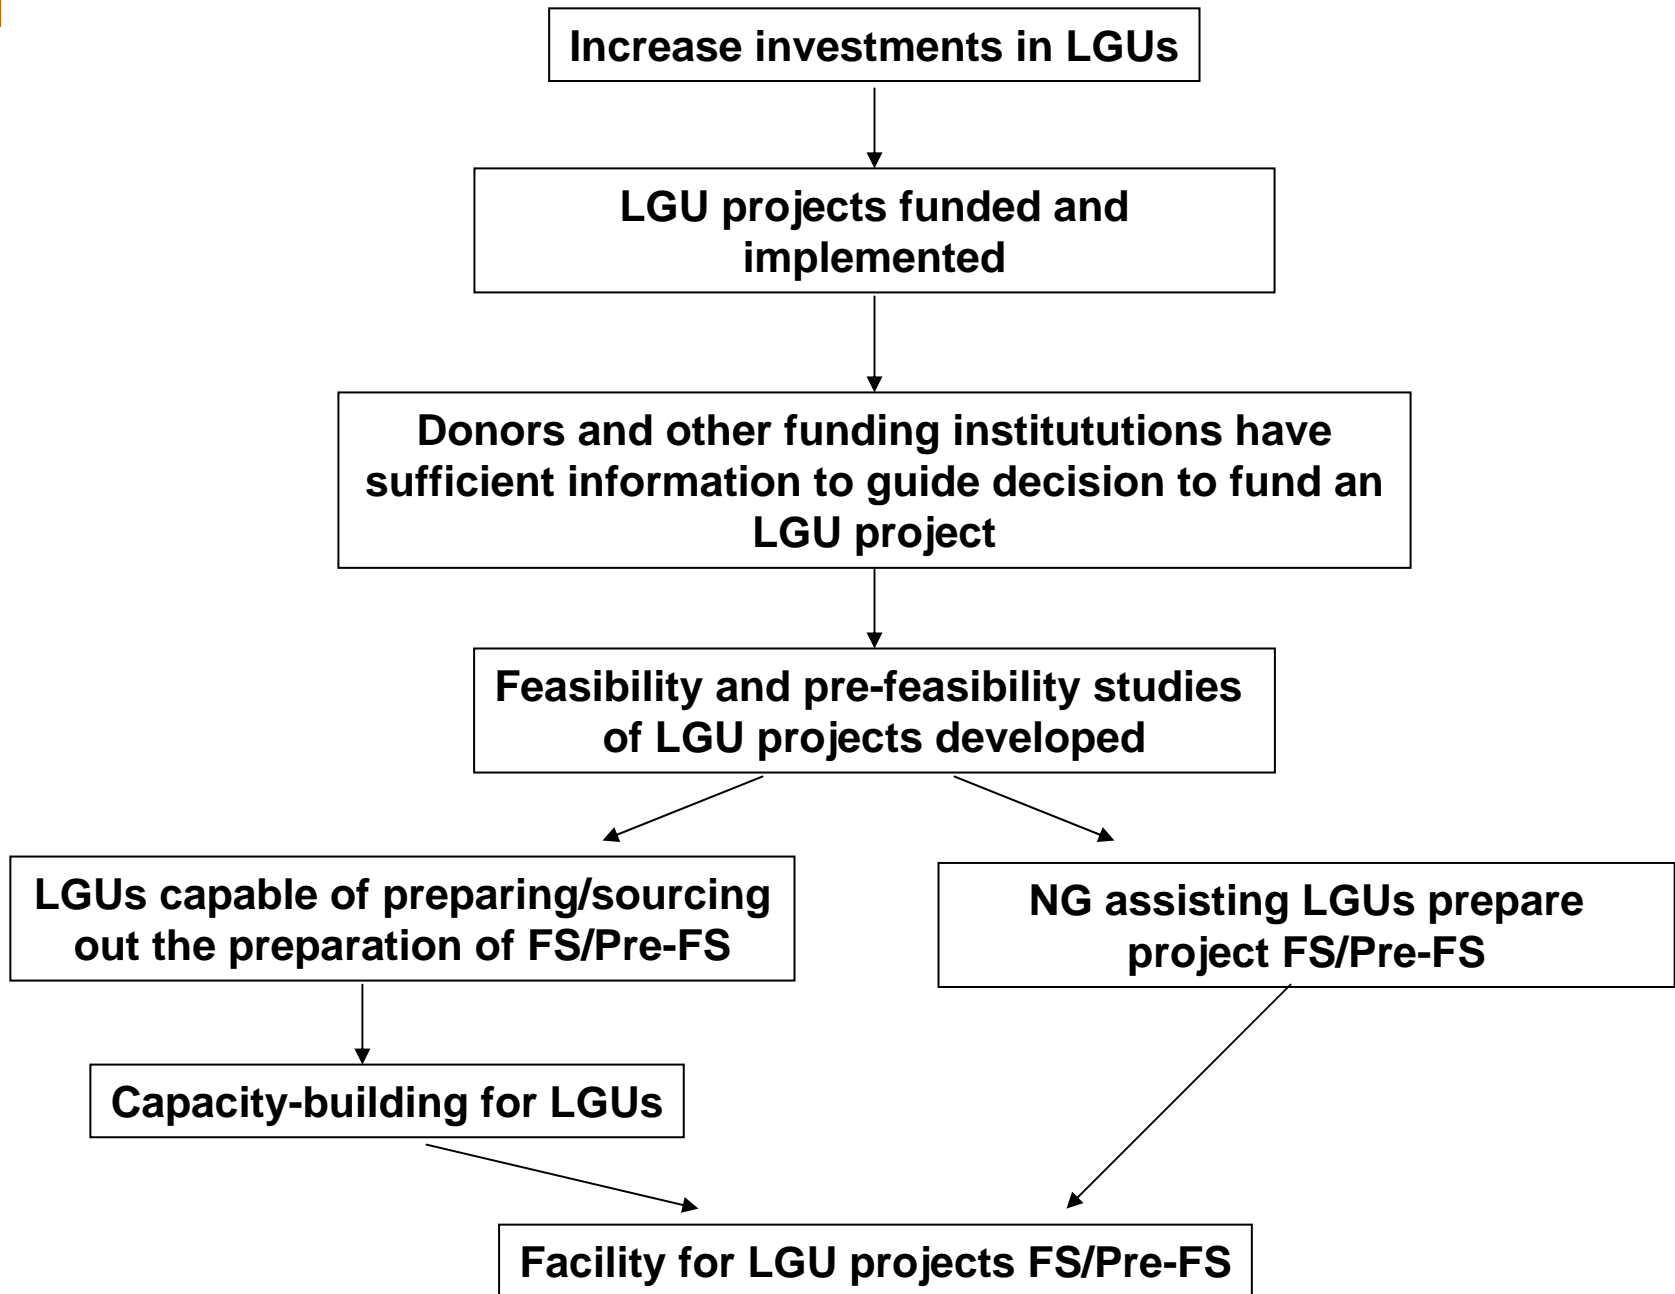 Increase investments in LGUs
LGU projects funded and
implemented
Donors and other funding institututions have
sufficient information to guide decision to fund an
LGU project
Feasibility and pre-feasibility studies
of LGU projects developed
LGUs capable of preparing/sourcing
out the preparation of FS/Pre-FS
NG assisting LGUs prepare
project FS/Pre-FS
Capacity-building for LGUs
Facility for LGU projects FS/Pre-FS